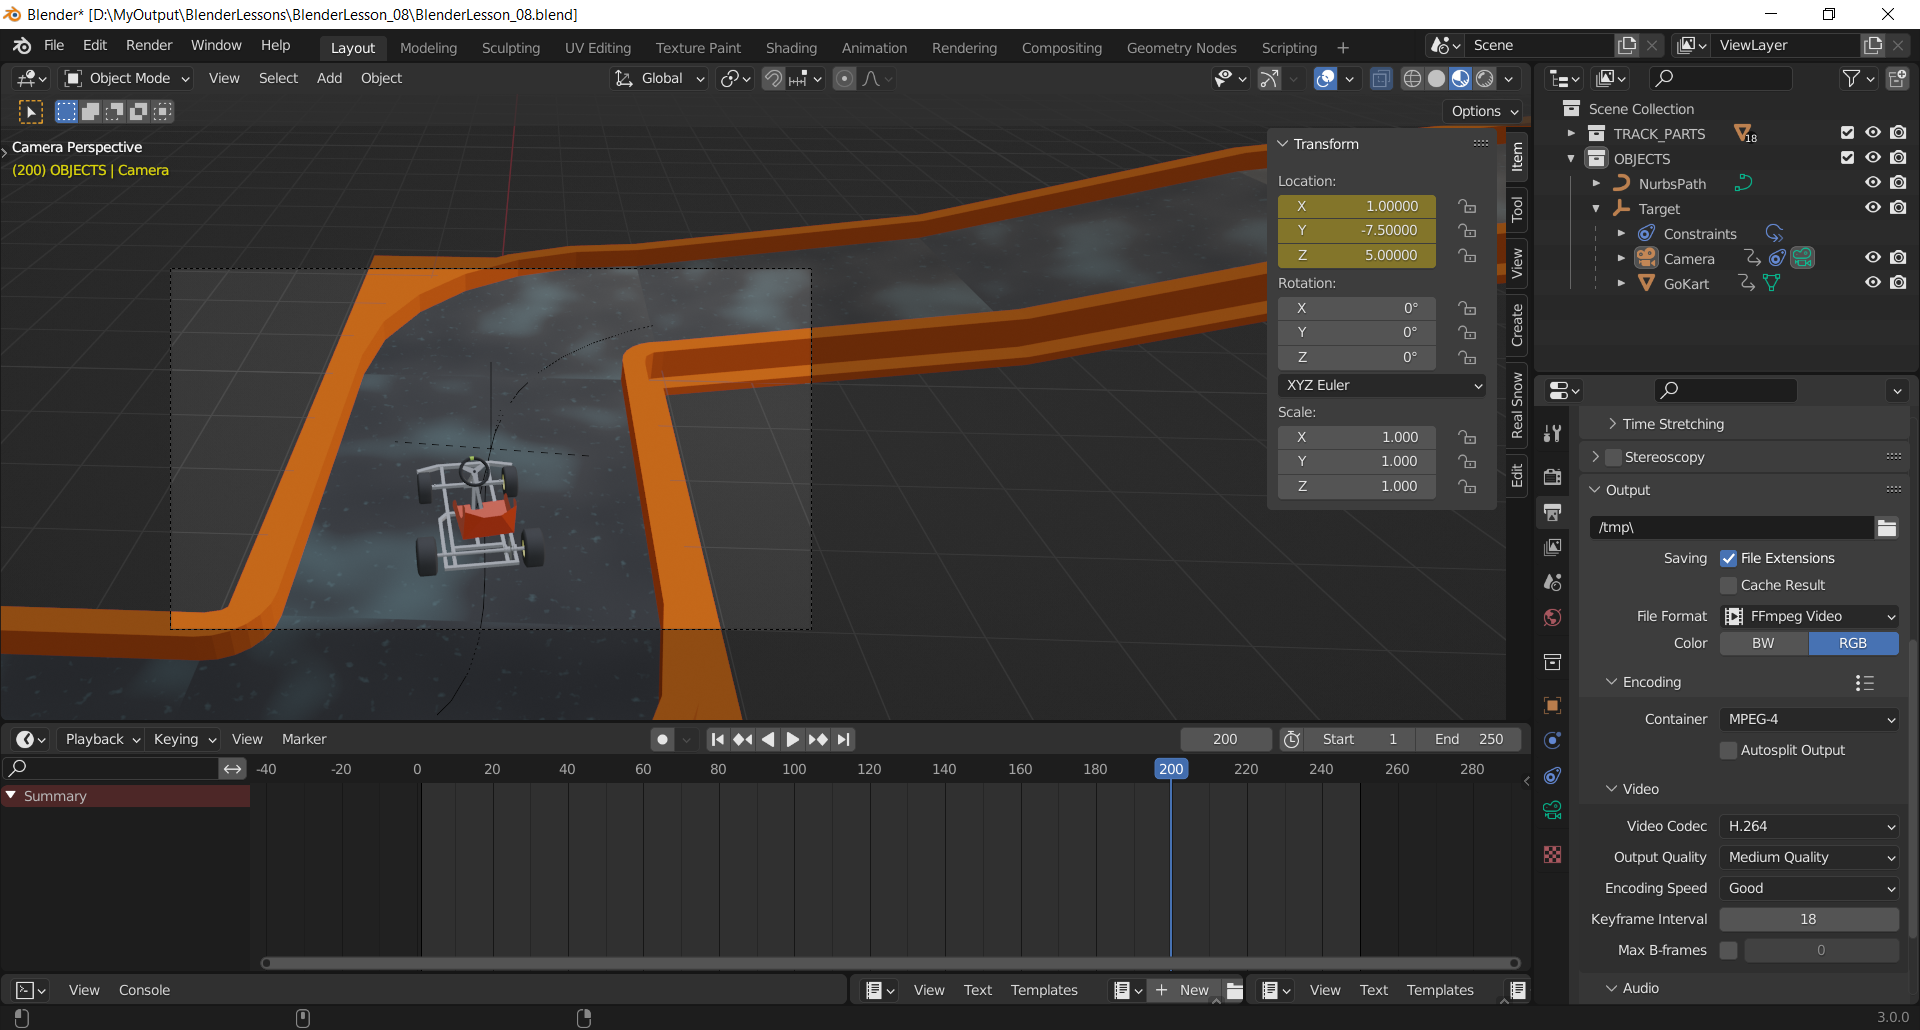 Blender* [D:\MyOutput\BlenderLessons\BlenderLesson_08\BlenderLesson_08.blend]
File Edit Render Window Help Layout Modeling Sculpting UV Editing Texture Paint Shading Animation Rendering Compositing Geometry Nodes Scripting + Scene ViewLayer
Object Mode View Select Add Object Global
Options
Camera Perspective
(200) OBJECTS | Camera
Transform
Location:
X 1.00000
Y -7.50000
Z 5.00000
Rotation:
X 0°
Y 0°
Z 0°
XYZ Euler
Scale:
X 1.000
Y 1.000
Z 1.000
Item
Tool
View
Create
Real Snow
Edit
Scene Collection
TRACK_PARTS 18
OBJECTS
NurbsPath
Target
Constraints
Camera
GoKart
Time Stretching
Stereoscopy
Output
/tmp\
Saving File Extensions
Cache Result
File Format FFmpeg Video
Color BW RGB
Encoding
Container MPEG-4
Autosplit Output
Video
Video Codec H.264
Output Quality Medium Quality
Encoding Speed Good
Keyframe Interval 18
Max B-frames 0
Audio
Playback Keying View Marker 200 Start 1 End 250
-40 -20 0 20 40 60 80 100 120 140 160 180 200 220 240 260 280
Summary
View Console View Text Templates + New View Text Templates
3.0.0